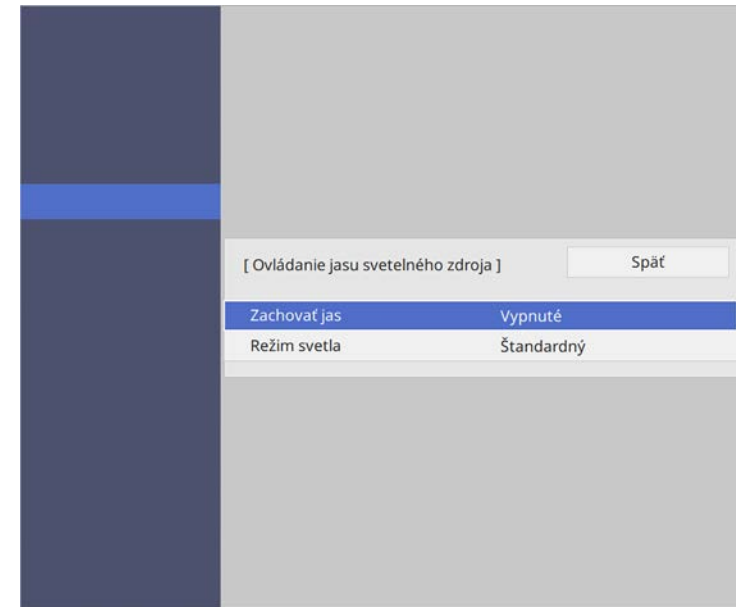 [ Ovládanie jasu svetelného zdroja ] Späť
Zachovať jas Vypnuté
Režim svetla Štandardný